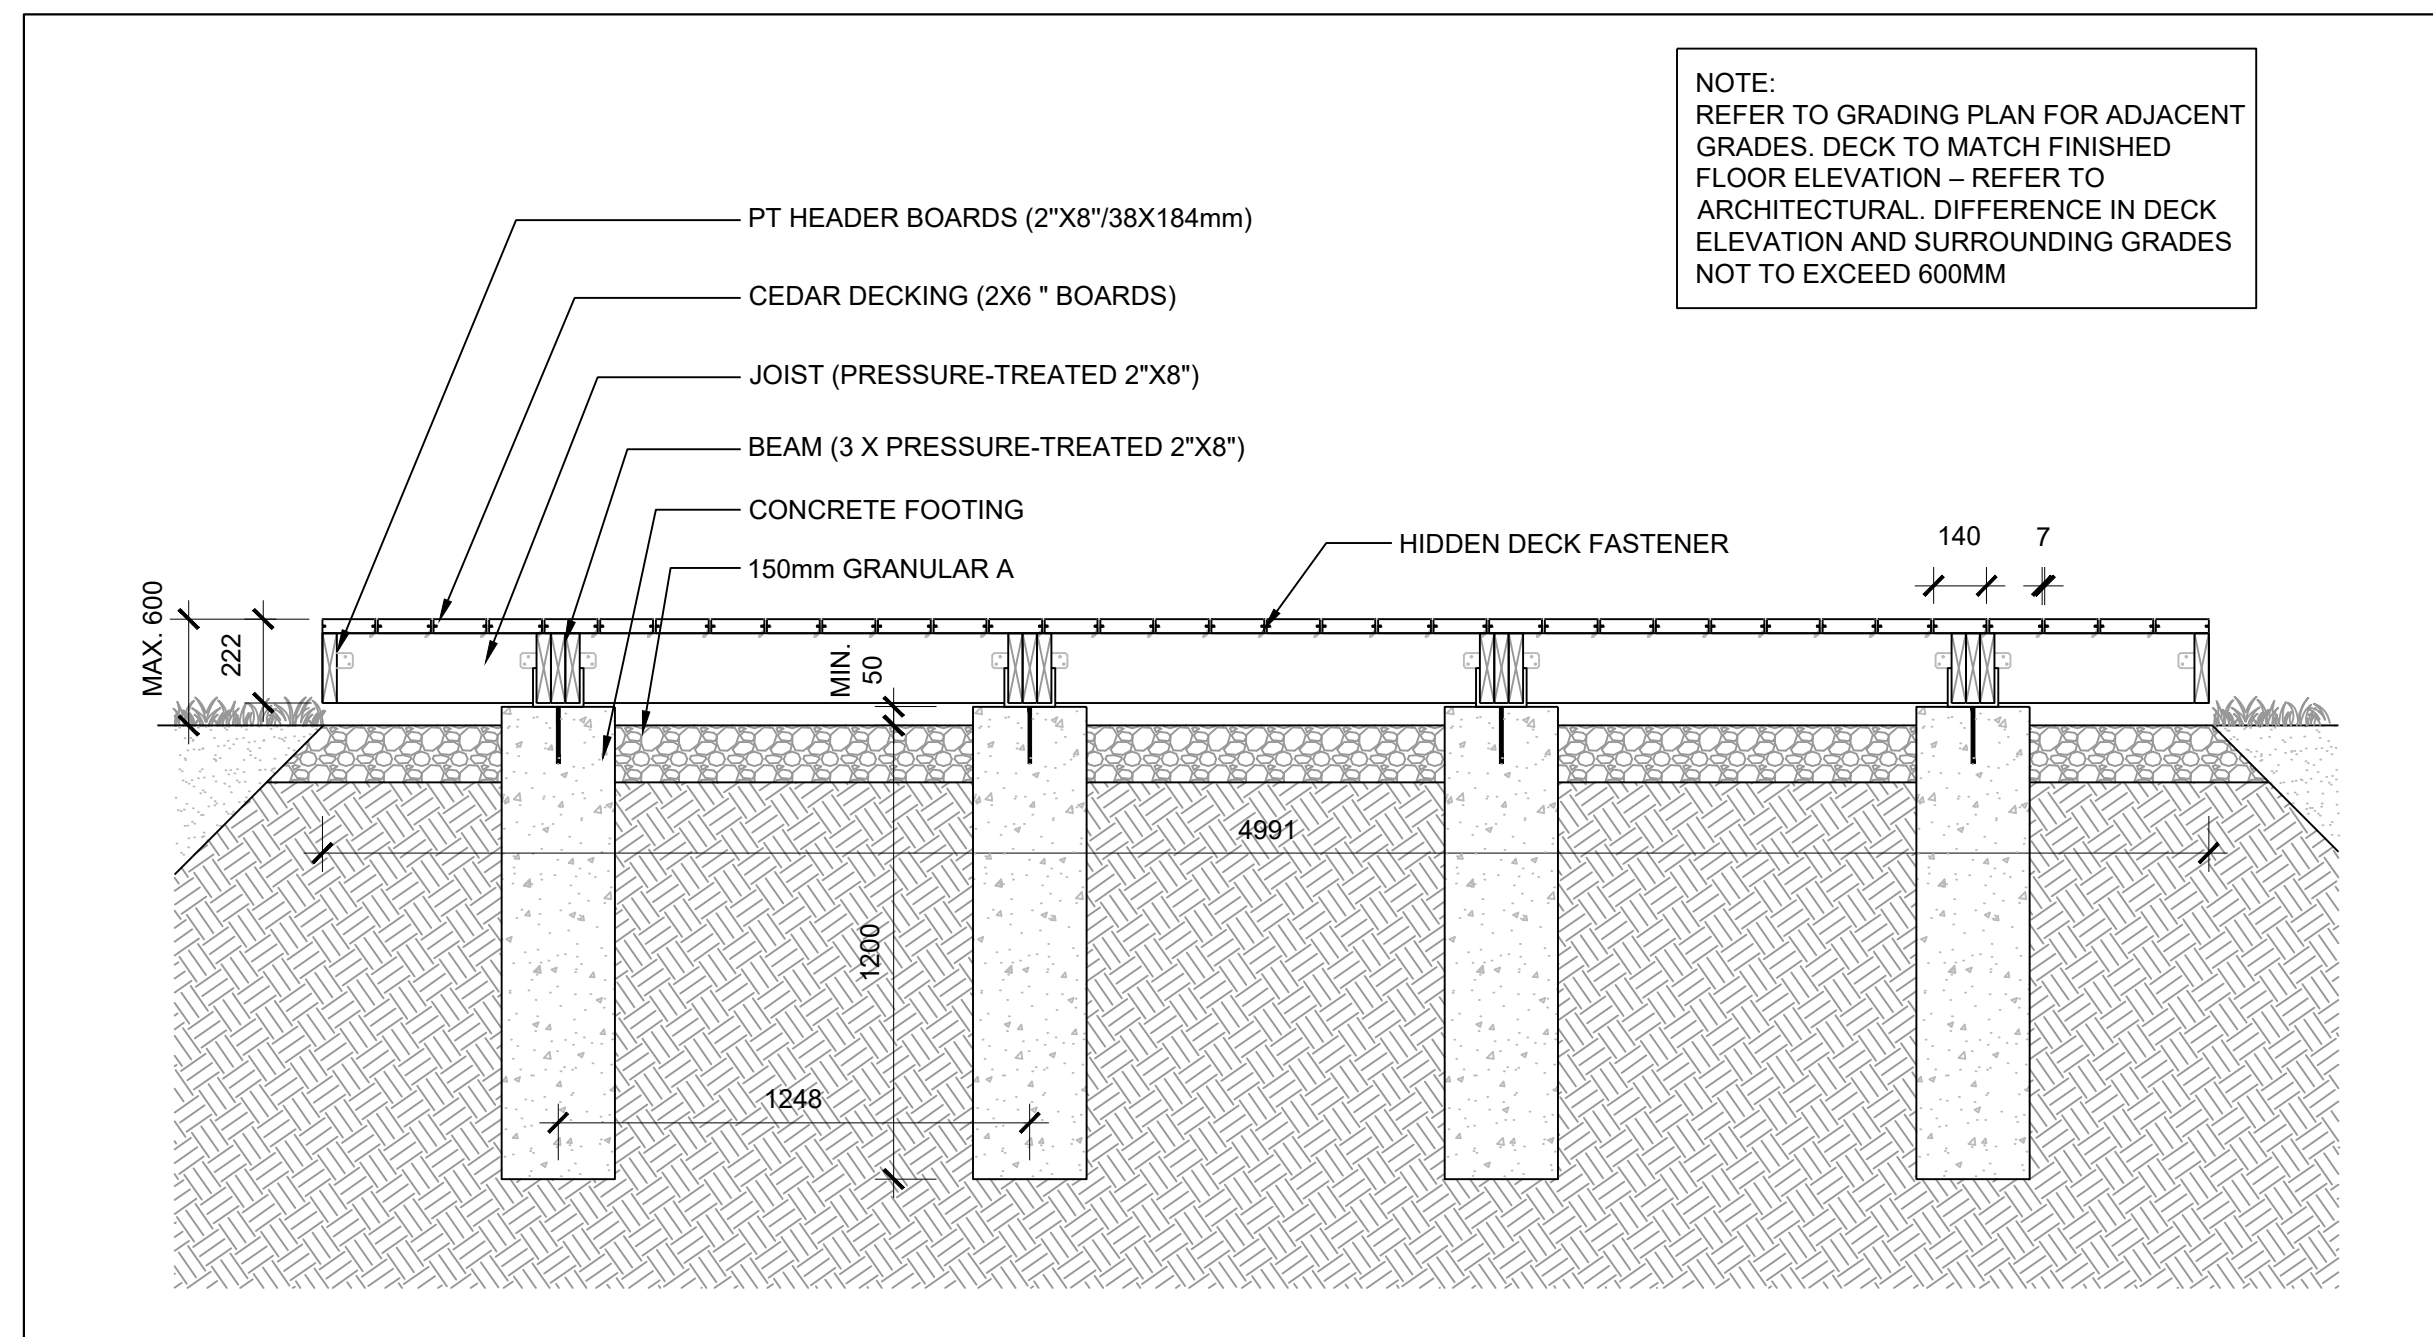 NOTE:
REFER TO GRADING PLAN FOR ADJACENT
GRADES. DECK TO MATCH FINISHED
FLOOR ELEVATION – REFER TO
ARCHITECTURAL. DIFFERENCE IN DECK
ELEVATION AND SURROUNDING GRADES
NOT TO EXCEED 600MM
PT HEADER BOARDS (2"X8"/38X184mm)
CEDAR DECKING (2X6 " BOARDS)
JOIST (PRESSURE-TREATED 2"X8")
BEAM (3 X PRESSURE-TREATED 2"X8")
CONCRETE FOOTING
150mm GRANULAR A
HIDDEN DECK FASTENER
140
7
MAX. 600
222
MIN.
50
4991
1200
1248